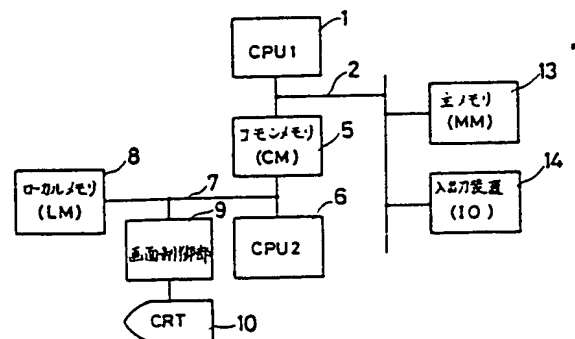 1
CPU1
2
13
主メモリ
(MM)
コモンメモリ
(CM)
5
8
ローカルメモリ
(LM)
7
14
入出力装置
(IO)
9
6
画面制御部
CPU2
CRT
10